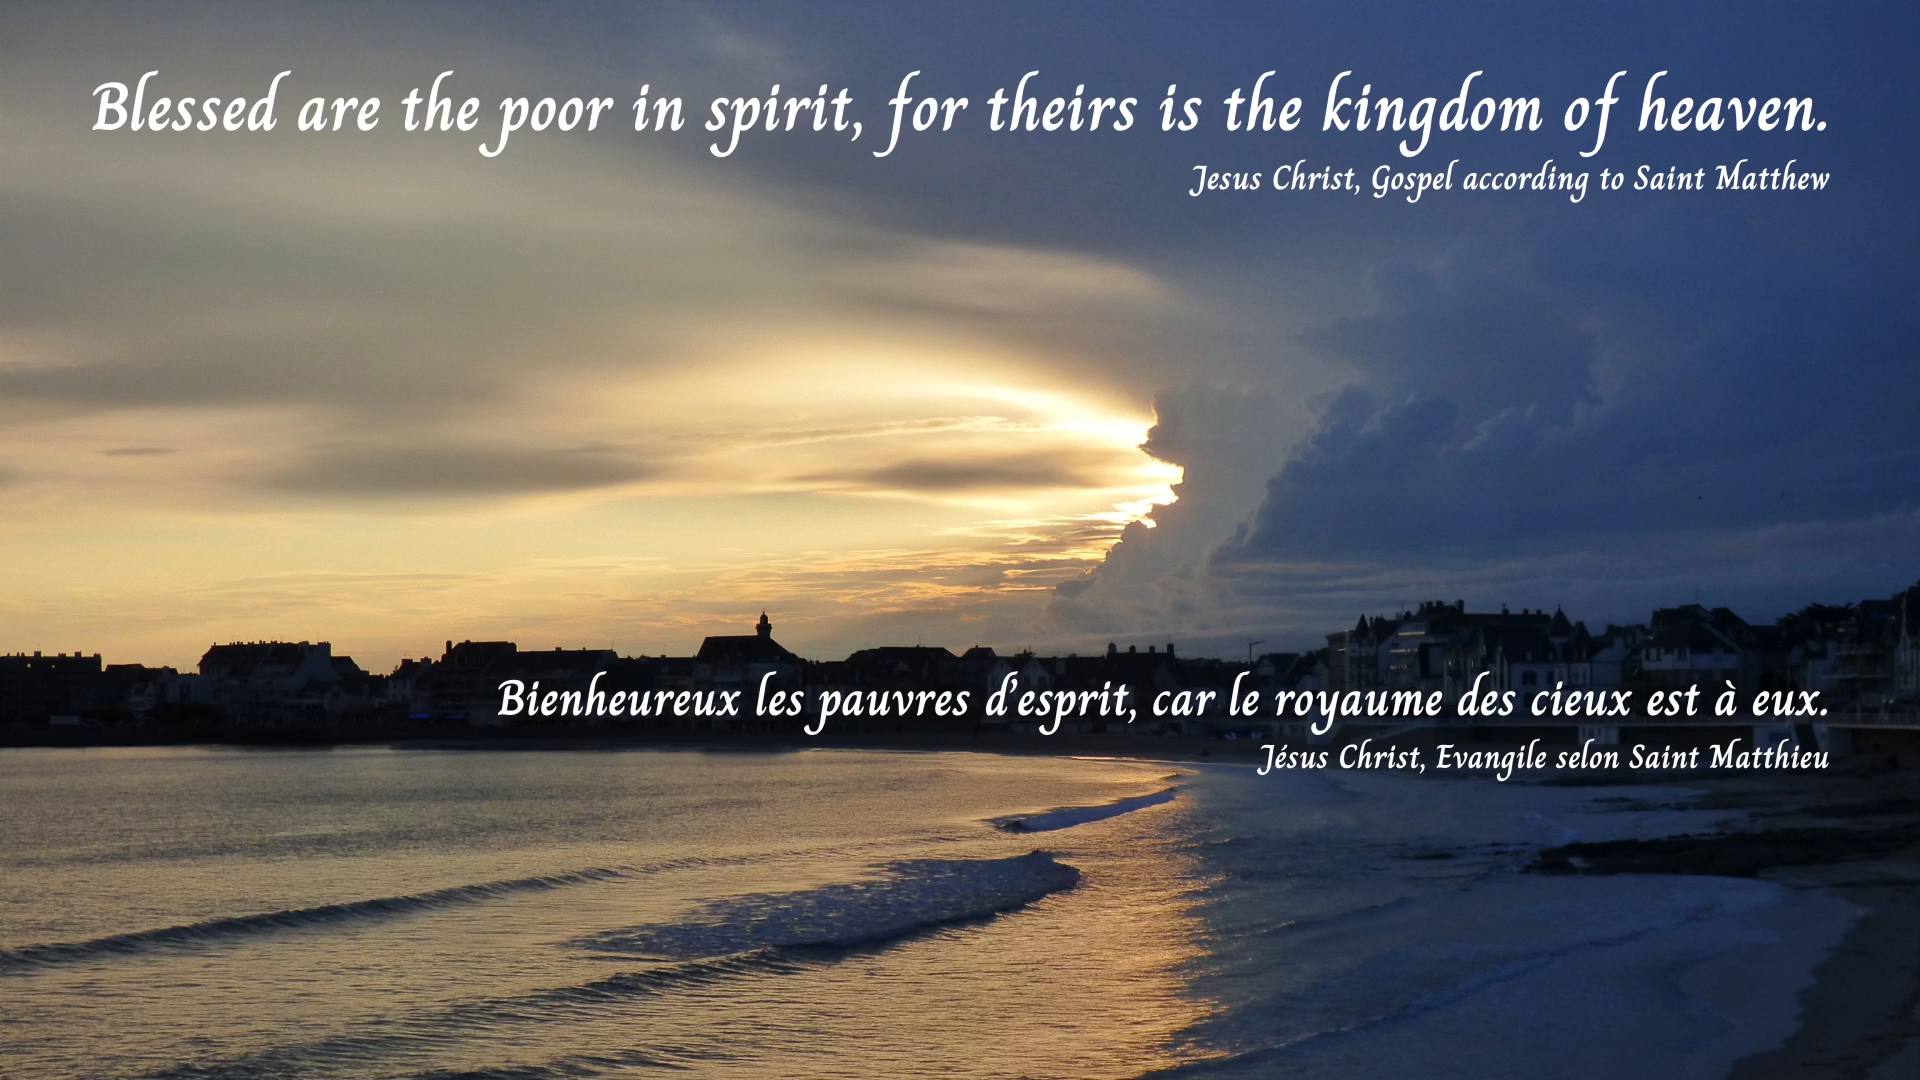 Blessed are the poor in spirit, for theirs is the kingdom of heaven.
Jesus Christ, Gospel according to Saint Matthew
Bienheureux les pauvres d'esprit, car le royaume des cieux est à eux.
Jésus Christ, Evangile selon Saint Matthieu